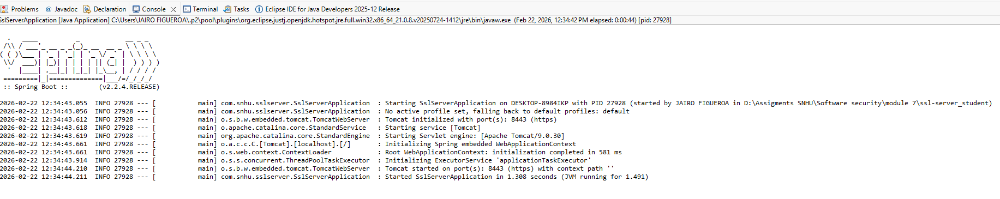 Problems @ Javadoc Declaration Console Terminal Tasks Eclipse IDE for Java Developers 2025-12 Release
SslServerApplication [Java Application] C:\Users\JAIRO FIGUEROA\.p2\pool\plugins\org.eclipse.justj.openjdk.hotspot.jre.full.win32.x86_64_21.0.8.v20250724-1412\jre\bin\javaw.exe (Feb 22, 2026, 12:34:42 PM elapsed: 0:00:44) [pid: 27928]
  .   ____          _            __ _ _
 /\\ / ___'_ __ _ _(_)_ __  __ _ \ \ \ \
( ( )\___ | '_ | '_| | '_ \/ _` | \ \ \ \
 \\/  ___)| |_)| | | | | || (_| |  ) ) ) )
  '  |____| .__|_| |_|_| |_\__, | / / / /
 =========|_|==============|___/=/_/_/_/
 :: Spring Boot ::        (v2.2.4.RELEASE)
2026-02-22 12:34:43.055  INFO 27928 --- [           main] com.snhu.sslserver.SslServerApplication  : Starting SslServerApplication on DESKTOP-8984IKP with PID 27928 (started by JAIRO FIGUEROA in D:\Assigments SNHU\Software security\module 7\ssl-server_student)
2026-02-22 12:34:43.056  INFO 27928 --- [           main] com.snhu.sslserver.SslServerApplication  : No active profile set, falling back to default profiles: default
2026-02-22 12:34:43.612  INFO 27928 --- [           main] o.s.b.w.embedded.tomcat.TomcatWebServer  : Tomcat initialized with port(s): 8443 (https)
2026-02-22 12:34:43.618  INFO 27928 --- [           main] o.apache.catalina.core.StandardService   : Starting service [Tomcat]
2026-02-22 12:34:43.619  INFO 27928 --- [           main] org.apache.catalina.core.StandardEngine  : Starting Servlet engine: [Apache Tomcat/9.0.30]
2026-02-22 12:34:43.661  INFO 27928 --- [           main] o.a.c.c.C.[Tomcat].[localhost].[/]       : Initializing Spring embedded WebApplicationContext
2026-02-22 12:34:43.661  INFO 27928 --- [           main] o.s.web.context.ContextLoader            : Root WebApplicationContext: initialization completed in 581 ms
2026-02-22 12:34:43.914  INFO 27928 --- [           main] o.s.s.concurrent.ThreadPoolTaskExecutor  : Initializing ExecutorService 'applicationTaskExecutor'
2026-02-22 12:34:44.210  INFO 27928 --- [           main] o.s.b.w.embedded.tomcat.TomcatWebServer  : Tomcat started on port(s): 8443 (https) with context path ''
2026-02-22 12:34:44.211  INFO 27928 --- [           main] com.snhu.sslserver.SslServerApplication  : Started SslServerApplication in 1.308 seconds (JVM running for 1.491)